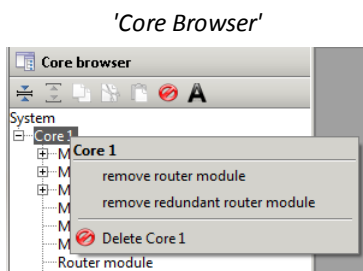 'Core Browser'
Core browser
A
System
Core 1
Core 1
M
remove router module
M
remove redundant router module
M
M
M
Delete Core 1
M
Router module